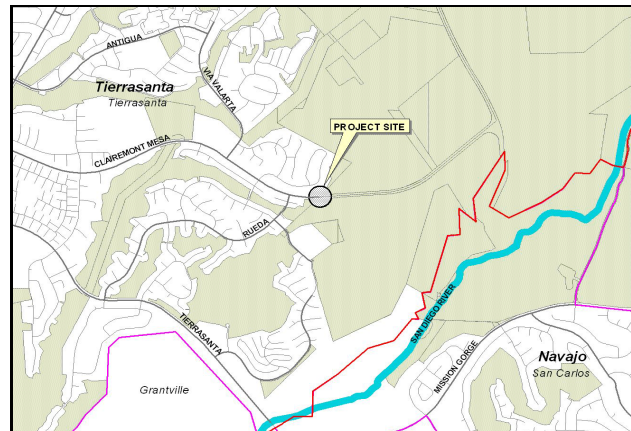 ANTIGUA
VIA VALARTA
Tierrasanta
Tierrasanta
PROJECT SITE
CLAIREMONT MESA
RUEDA
TIERRASANTA
SAN DIEGO RIVER
MISSION GORGE
Navajo
San Carlos
Grantville